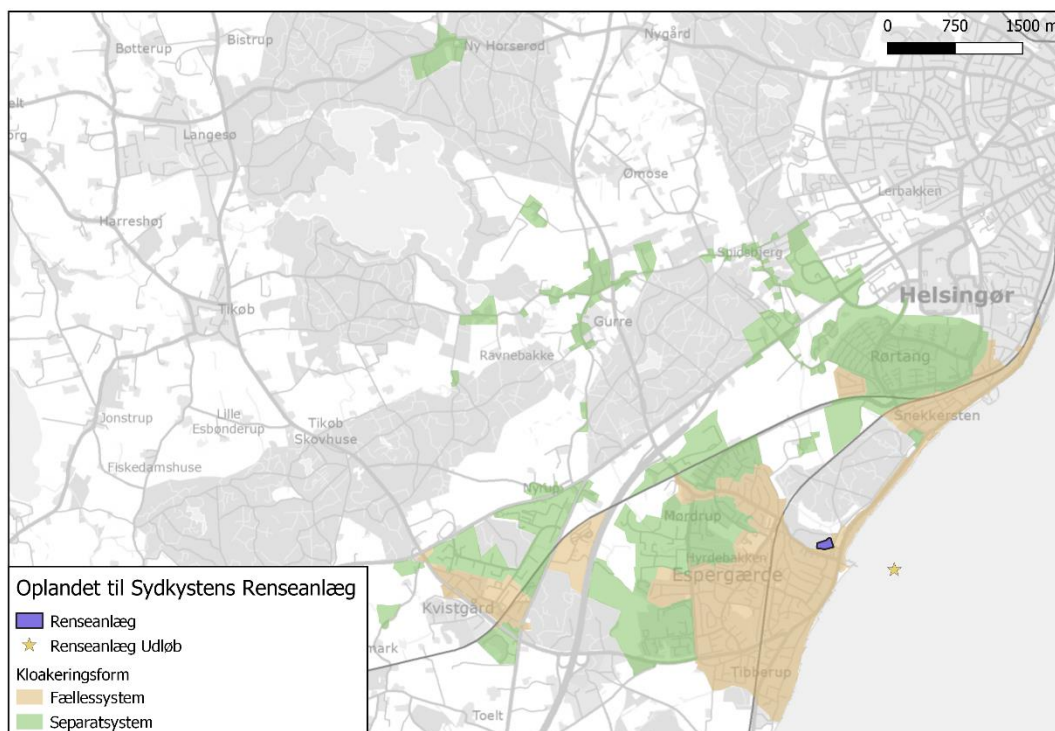 0 750 1500 m
Ny Horserød
Nygård
Bøtterup
Bistrup
Langesø
Ømose
Lerbakken
Harreshøj
Spidsbjerg
Helsingør
Tikøb
Gurre
Ravnebakke
Rørtang
Jonstrup
Lille
Esbønderup
Tikøb
Skovhuse
Snekkersten
Fiskedamshuse
Nyrup
Mørdrup
Hyrdebakken
Espergærde
Kvistgård
Tibberup
Toelt
Oplandet til Sydkystens Renseanlæg
Renseanlæg
Renseanlæg Udløb
Kloakeringsform
Fællessystem
Separatsystem